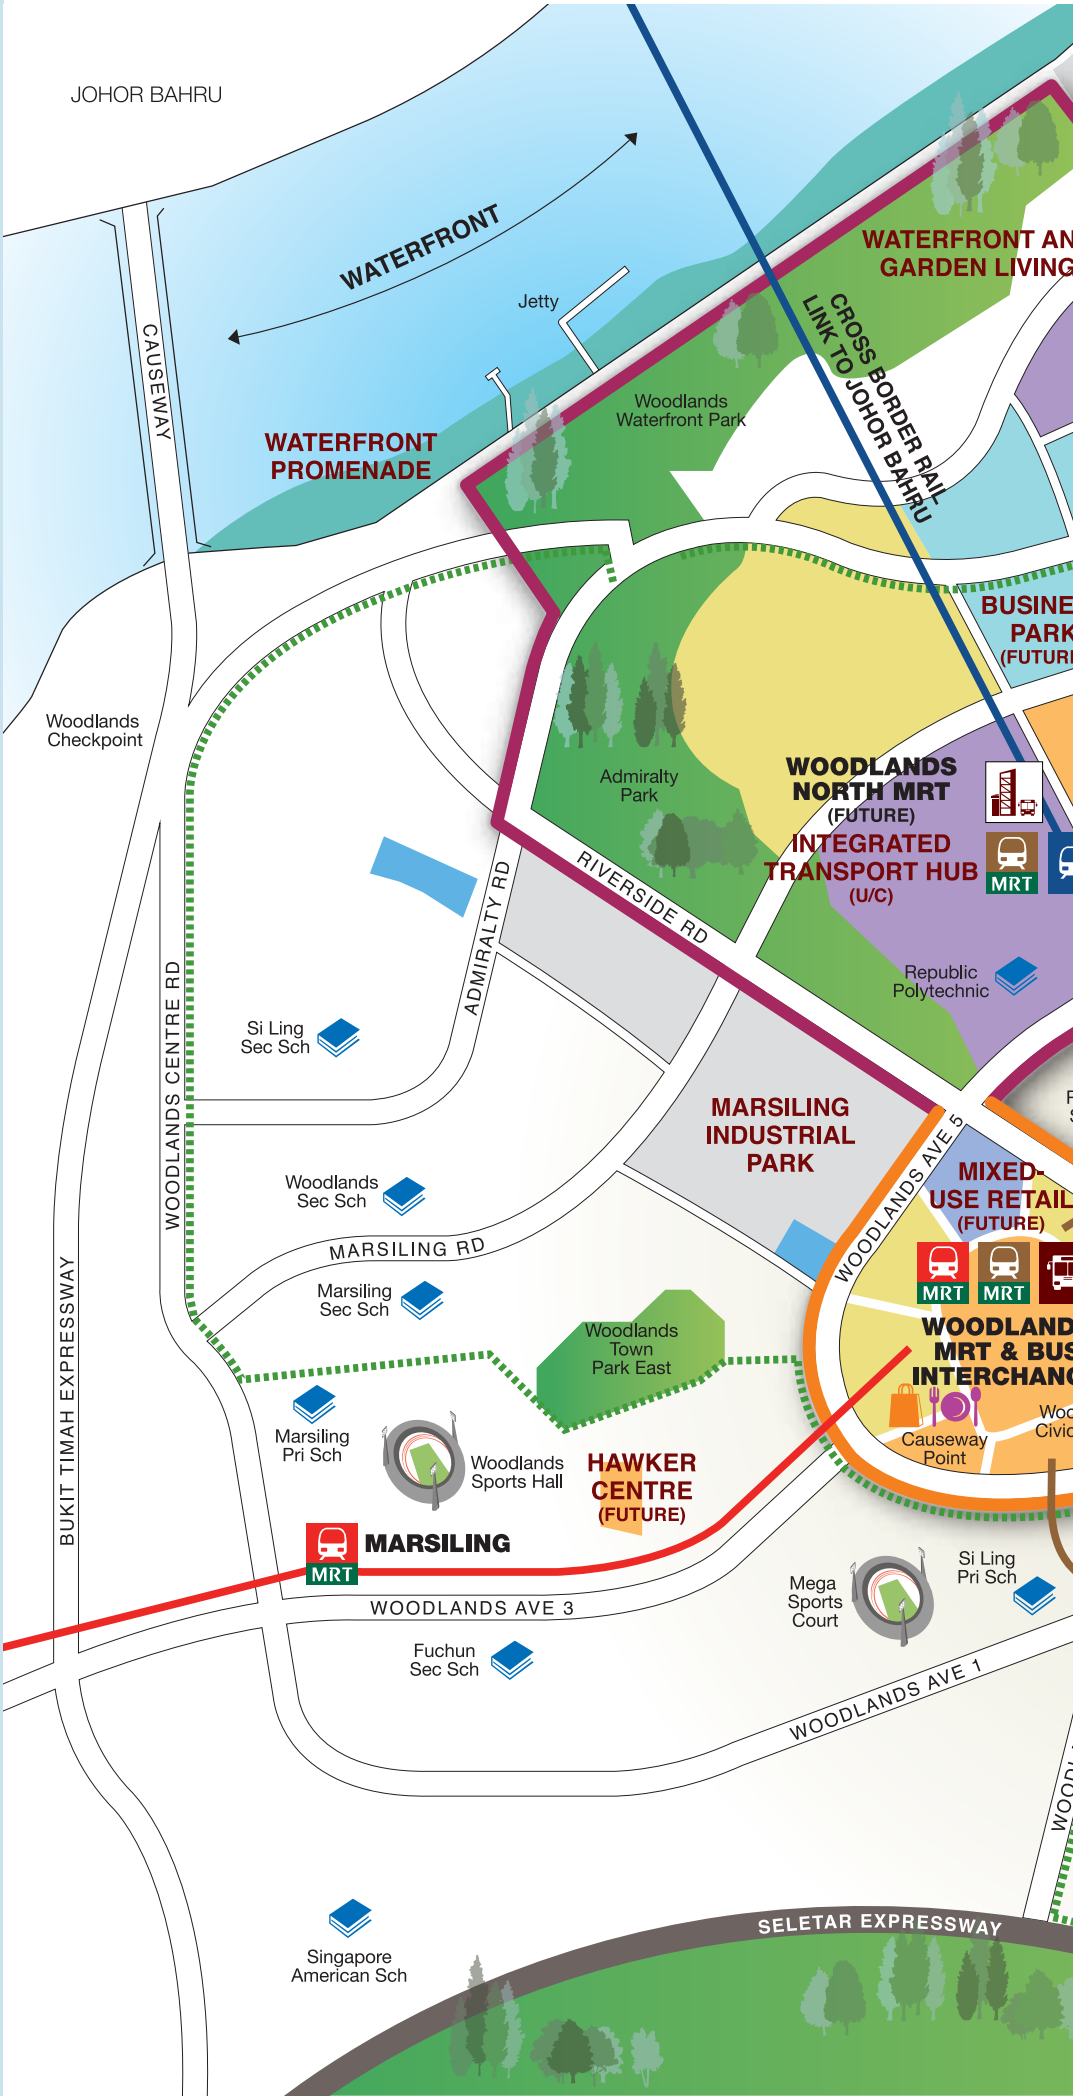 JOHOR BAHRU
WATERFRONT
CAUSEWAY
Jetty
WATERFRONT AN
GARDEN LIVING
CROSS BORDER RAIL
LINK TO JOHOR BAHRU
Woodlands
Waterfront Park
WATERFRONT
PROMENADE
BUSINE
PARK
(FUTURE
Woodlands
Checkpoint
Admiralty
Park
WOODLANDS
NORTH MRT
(FUTURE)
INTEGRATED
TRANSPORT HUB
(U/C)
MRT
RIVERSIDE RD
ADMIRALTY RD
Republic
Polytechnic
WOODLANDS CENTRE RD
Si Ling
Sec Sch
MARSILING
INDUSTRIAL
PARK
WOODLANDS AVE 5
MIXED-
USE RETAIL
(FUTURE)
Woodlands
Sec Sch
MARSILING RD
MRT
MRT
Marsiling
Sec Sch
Woodlands
Town
Park East
WOODLAND
MRT & BUS
INTERCHANG
BUKIT TIMAH EXPRESSWAY
Marsiling
Pri Sch
Woodlands
Sports Hall
HAWKER
CENTRE
(FUTURE)
Causeway
Point
Woo
Civic
MRT
MARSILING
WOODLANDS AVE 3
Mega
Sports
Court
Si Ling
Pri Sch
Fuchun
Sec Sch
WOODLANDS AVE 1
WOODL
SELETAR EXPRESSWAY
Singapore
American Sch